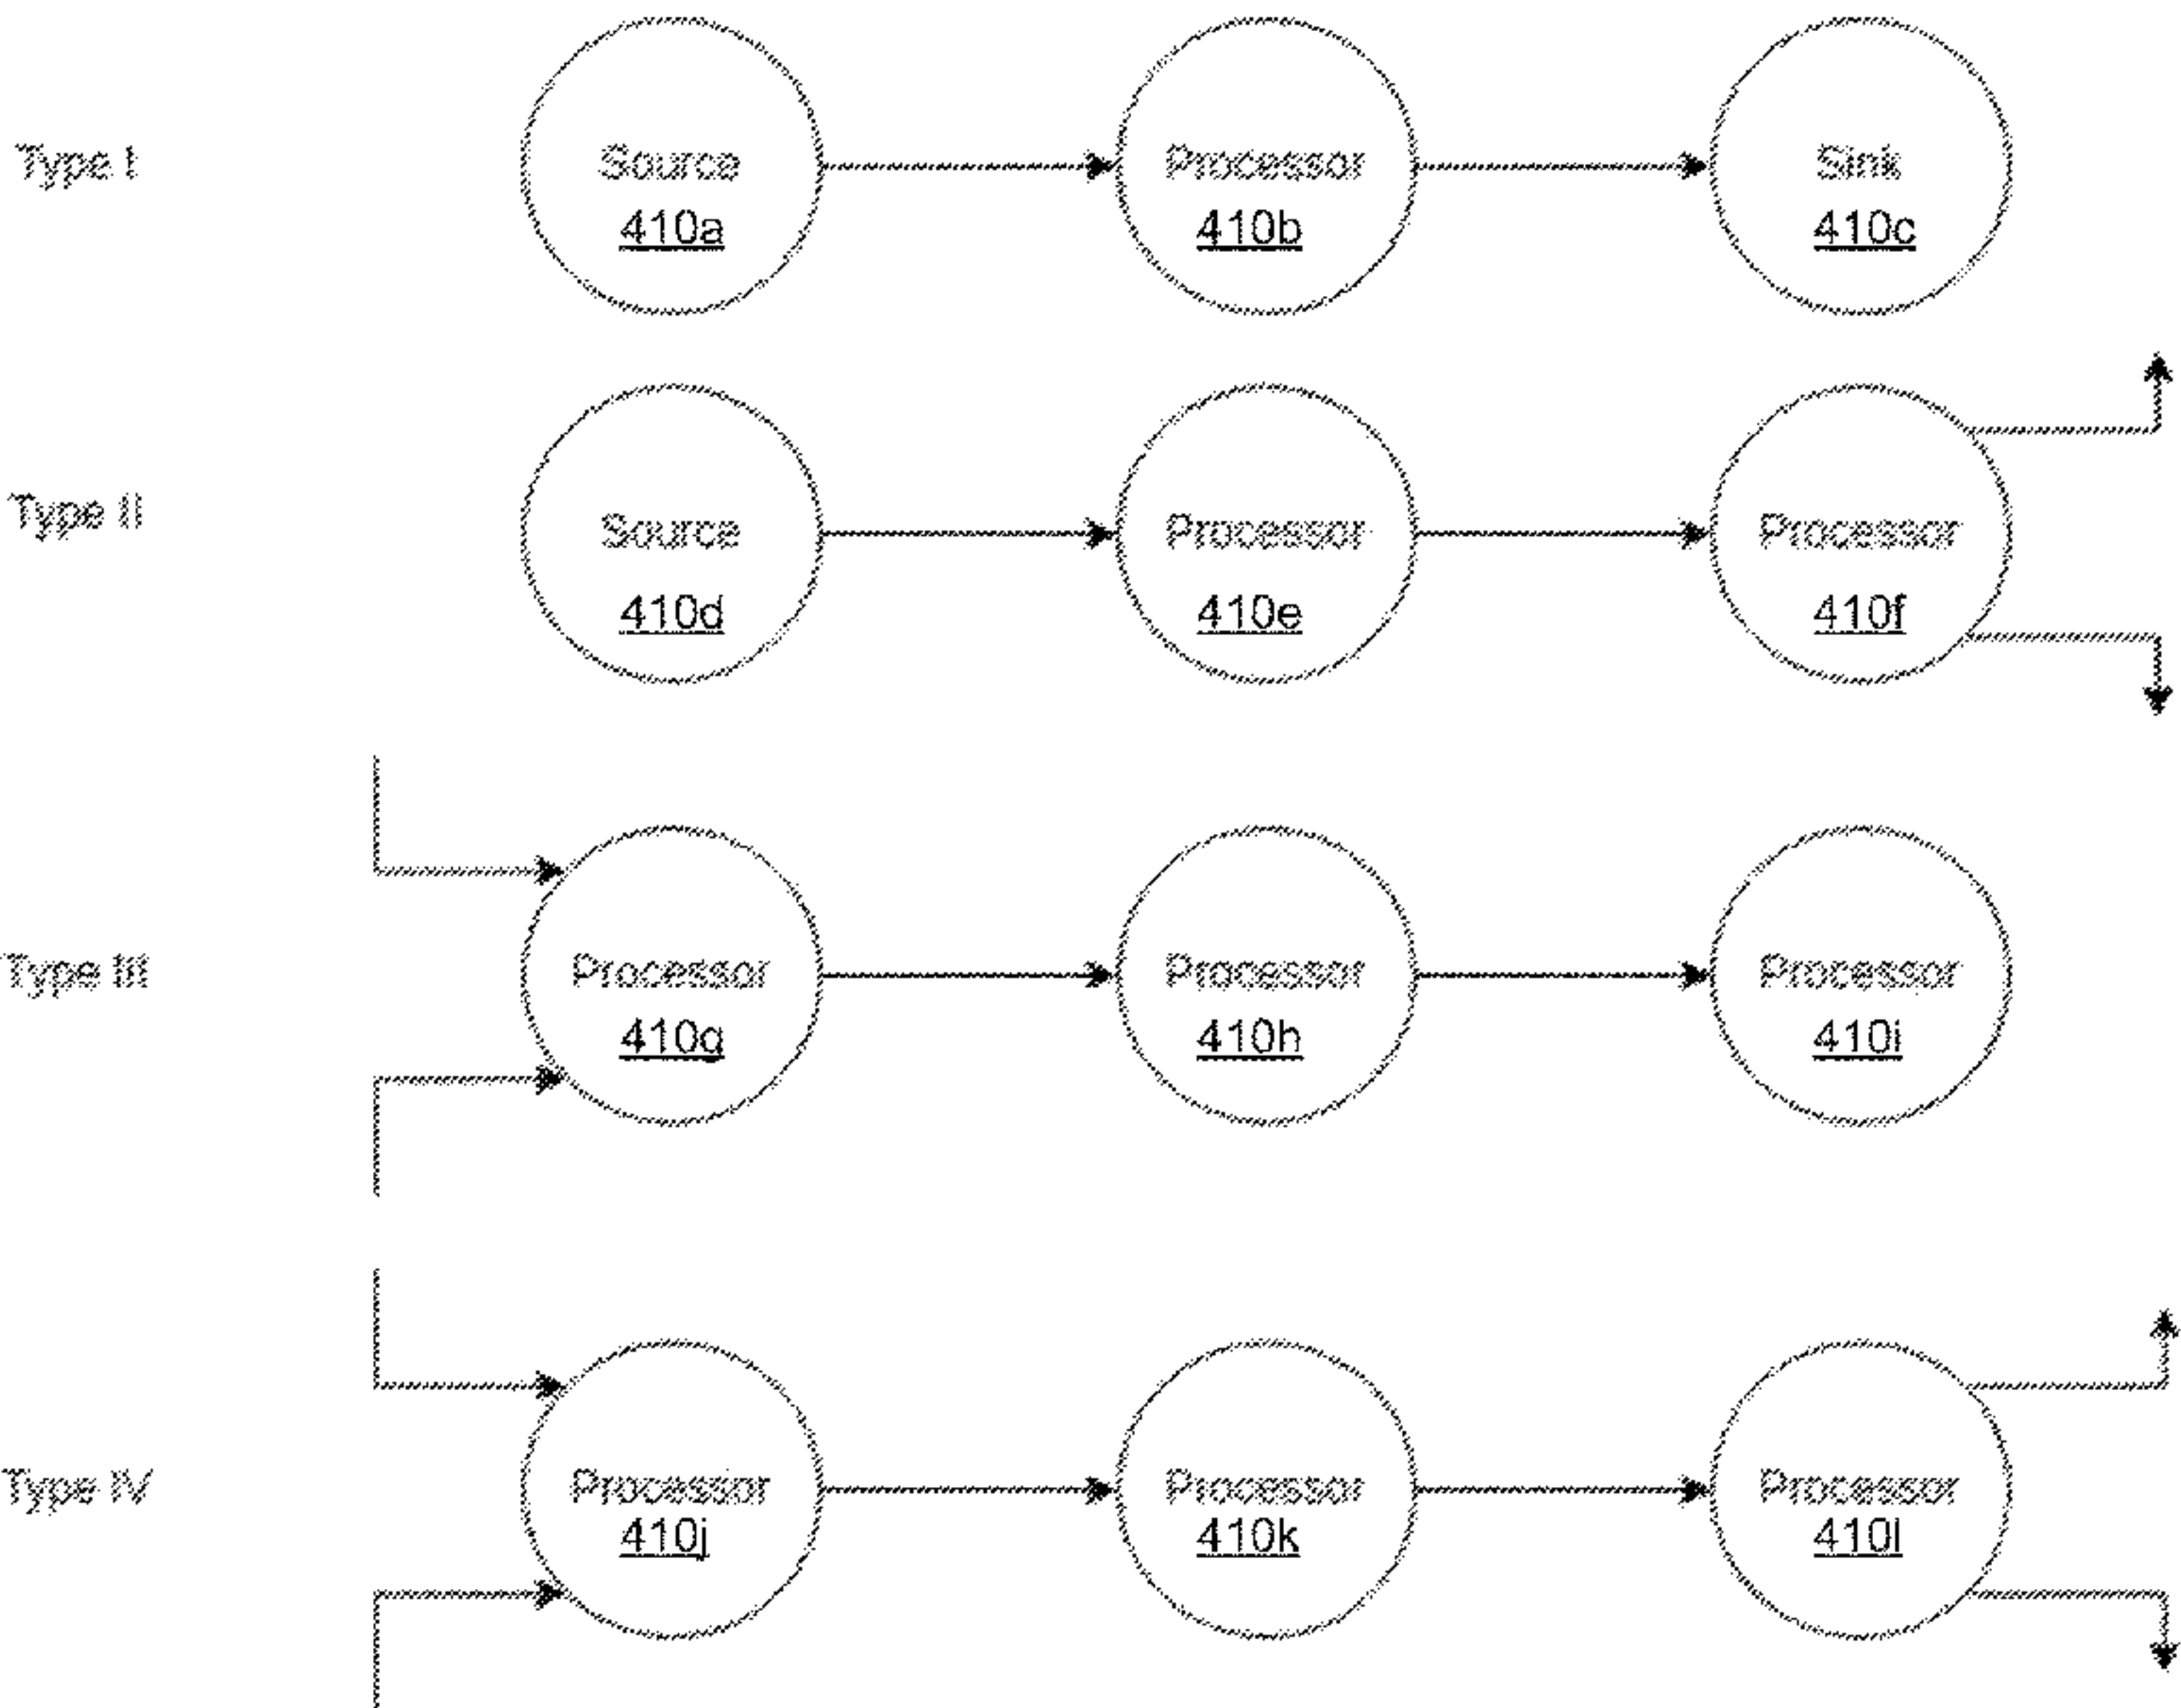 Type I
Source
410a
Processor
410b
Sink
410c
Type II
Source
410d
Processor
410e
Processor
410f
Type III
Processor
410g
Processor
410h
Processor
410i
Type IV
Processor
410j
Processor
410k
Processor
410l